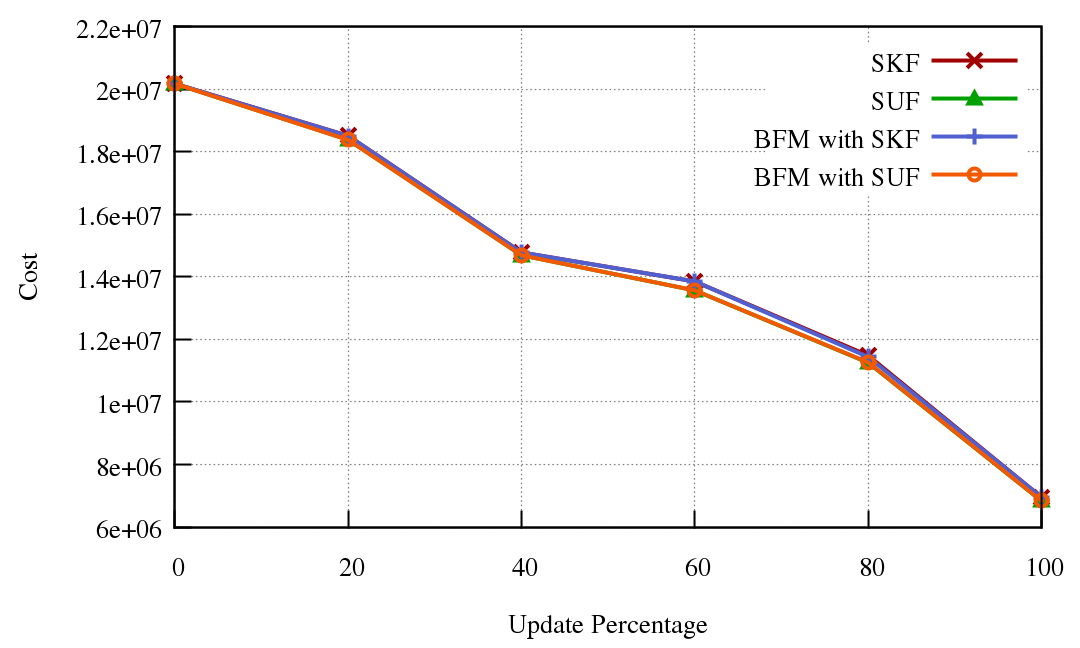 2.2e+07
2e+07
1.8e+07
1.6e+07
1.4e+07
1.2e+07
1e+07
8e+06
6e+06
Cost
SKF
SUF
BFM with SKF
BFM with SUF
0 20 40 60 80 100
Update Percentage